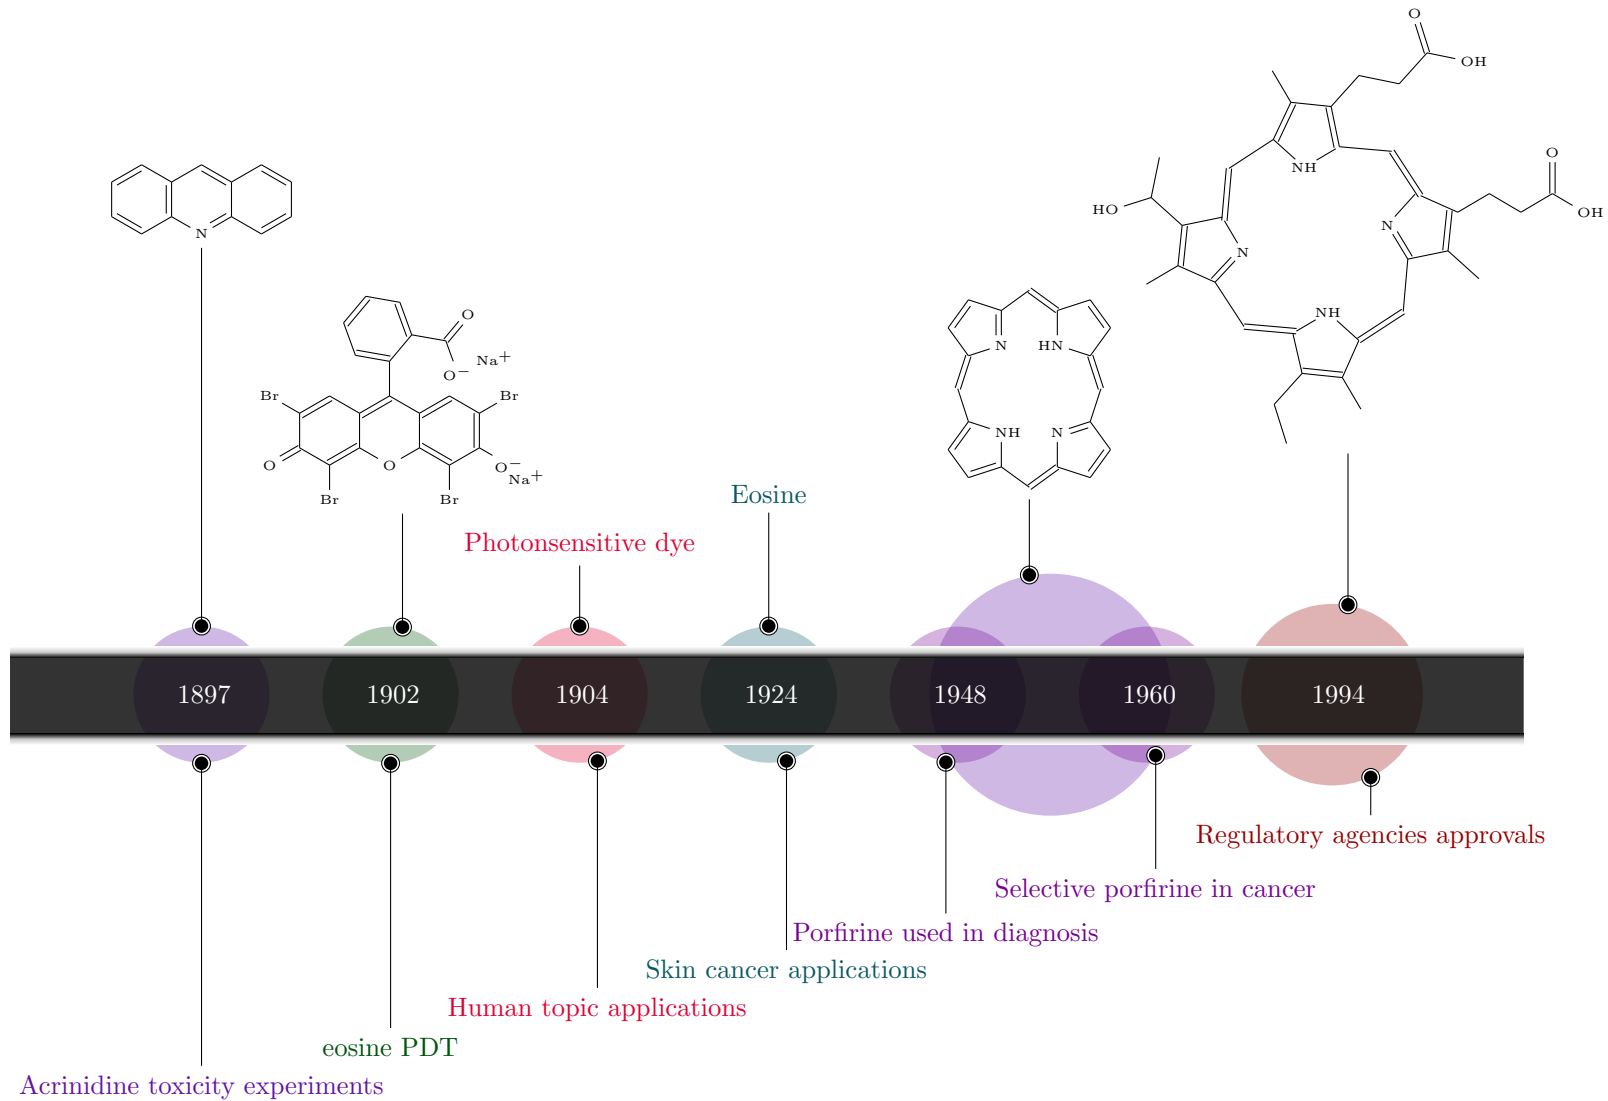 O
OH
O
OH
NH
N
HO
N
NH
N
O
Na+
O−
Br
Br
O
O
O−
Na+
Br
Br
N
HN
NH
N
Eosine
Photonsensitive dye
1897
1902
1904
1924
1948
1960
1994
Regulatory agencies approvals
Selective porfirine in cancer
Porfirine used in diagnosis
Skin cancer applications
Human topic applications
eosine PDT
Acrinidine toxicity experiments